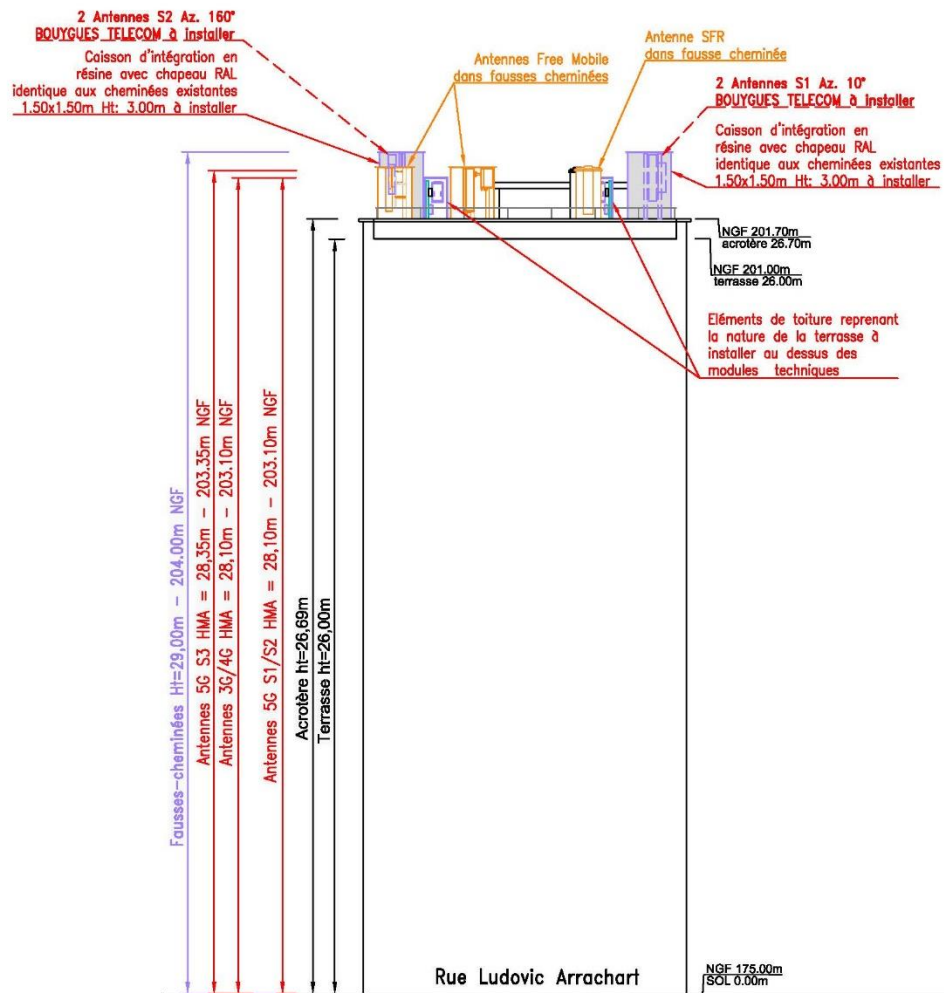 2 Antennes S2 Az. 160°
BOUYGUES TELECOM à installer
Caisson d'intégration en
résine avec chapeau RAL
identique aux cheminées existantes
1.50x1.50m Ht: 3.00m à installer
Antennes Free Mobile
dans fausses cheminées
Antenne SFR
dans fausse cheminée
2 Antennes S1 Az. 10°
BOUYGUES TELECOM à installer
Caisson d'intégration en
résine avec chapeau RAL
identique aux cheminées existantes
1.50x1.50m Ht: 3.00m à installer
NGF 201.70m
acrotère 26.70m
NGF 201.00m
terrasse 26.00m
Eléments de toiture reprenant
la nature de la terrasse à
installer au dessus des
modules techniques
Fausses-cheminées Ht=29,00m - 204.00m NGF
Antennes 5G S3 HMA = 28,35m - 203.35m NGF
Antennes 3G/4G HMA = 28,10m - 203.10m NGF
Antennes 5G S1/S2 HMA = 28,10m - 203.10m NGF
Acrotère ht=26,69m
Terrasse ht=26,00m
Rue Ludovic Arrachart
NGF 175.00m
SOL 0.00m